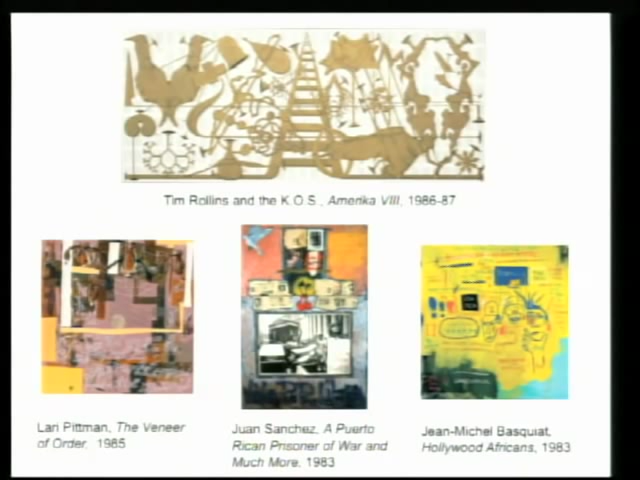 Tim Rollins and the K.O.S., Amerika VIII, 1986-87
Lari Pittman, The Veneer
of Order, 1985
Juan Sanchez, A Puerto
Rican Prisoner of War and
Much More, 1983
Jean-Michel Basquiat,
Hollywood Africans, 1983